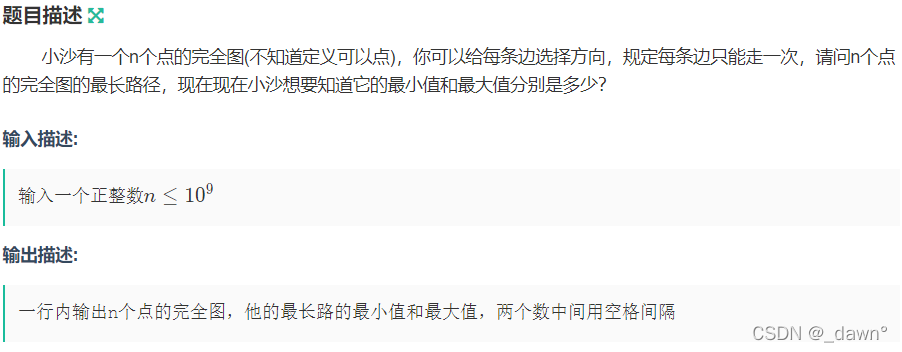 题目描述
小沙有一个n个点的完全图(不知道定义可以点)，你可以给每条边选择方向，规定每条边只能走一次，请问n个点
的完全图的最长路径，现在现在小沙想要知道它的最小值和最大值分别是多少？
输入描述:
输入一个正整数n ≤ 10⁹
输出描述:
一行内输出n个点的完全图，他的最长路的最小值和最大值，两个数中间用空格间隔
CSDN @_dawn°